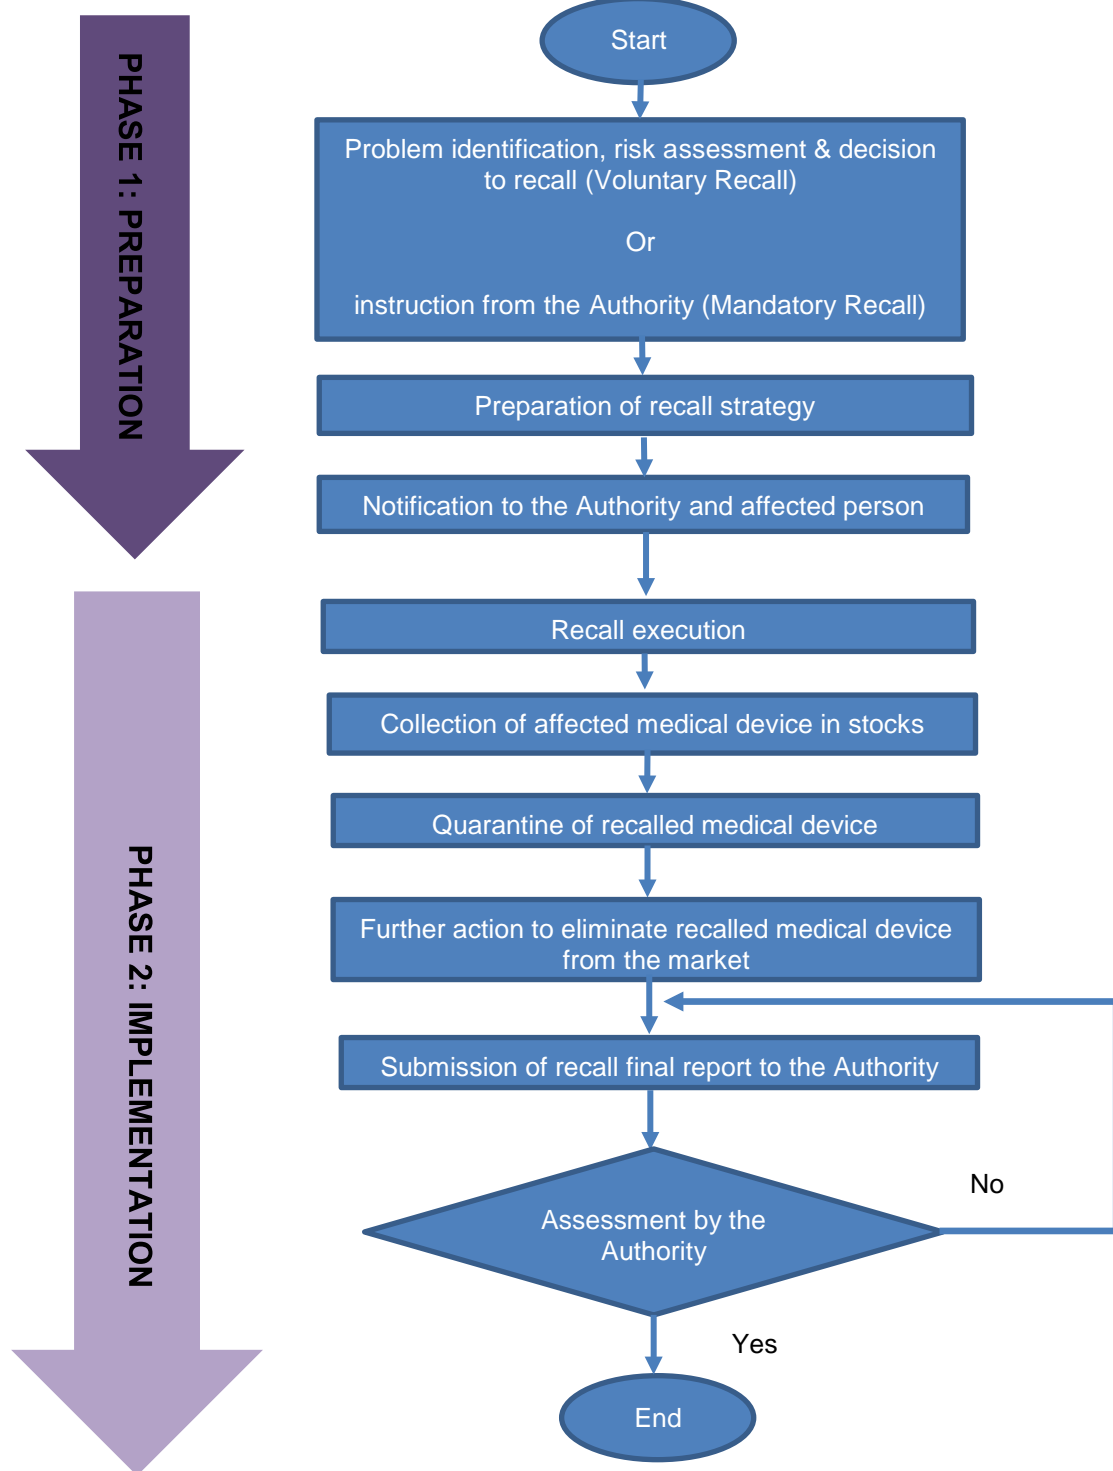 Start
PHASE 1: PREPARATION
Problem identification, risk assessment & decision
to recall (Voluntary Recall)
Or
instruction from the Authority (Mandatory Recall)
Preparation of recall strategy
Notification to the Authority and affected person
PHASE 2: IMPLEMENTATION
Recall execution
Collection of affected medical device in stocks
Quarantine of recalled medical device
Further action to eliminate recalled medical device
from the market
Submission of recall final report to the Authority
Assessment by the
Authority
No
Yes
End